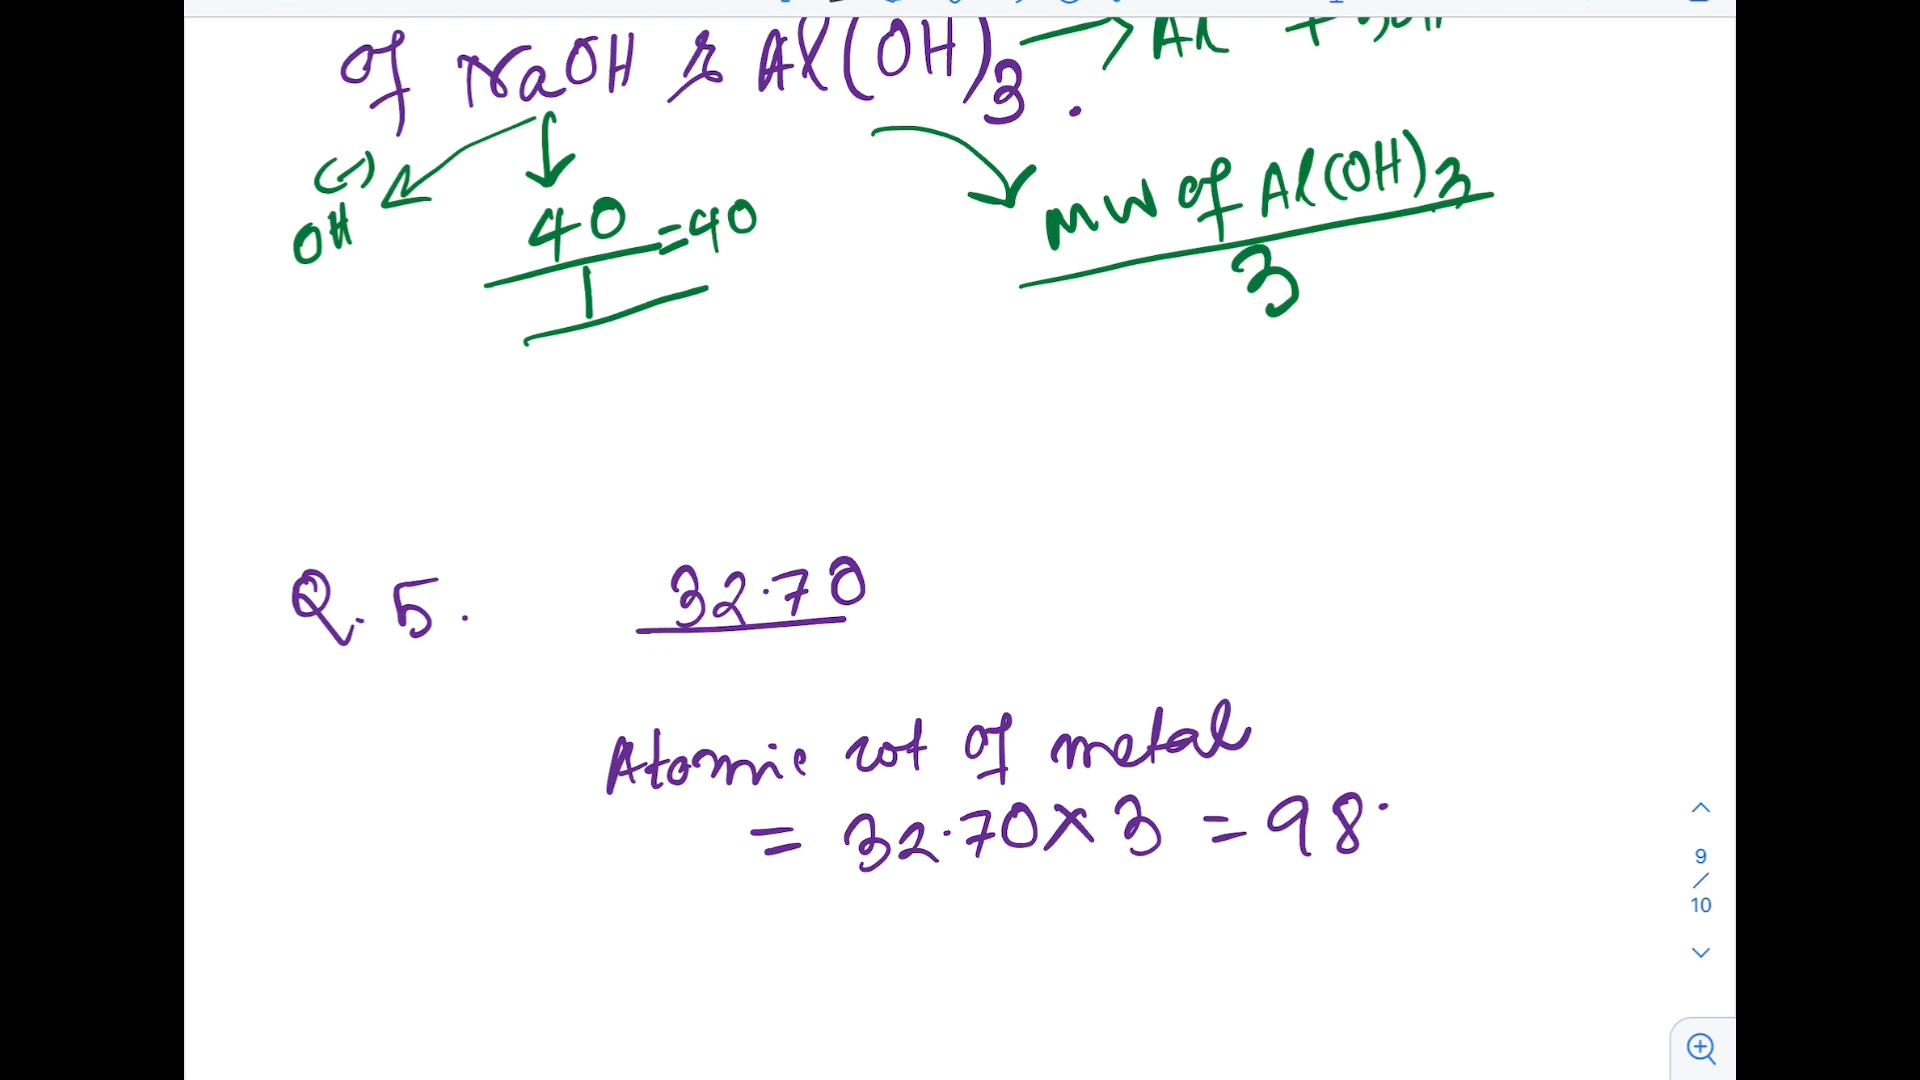 of NaOH & Al(OH)3 .
(-)
OH
40 = 40
1
MW of Al(OH)3
3
Q. 5. 32.70
Atomic wt of metal
= 32.70 × 3 = 98.
9
/
10